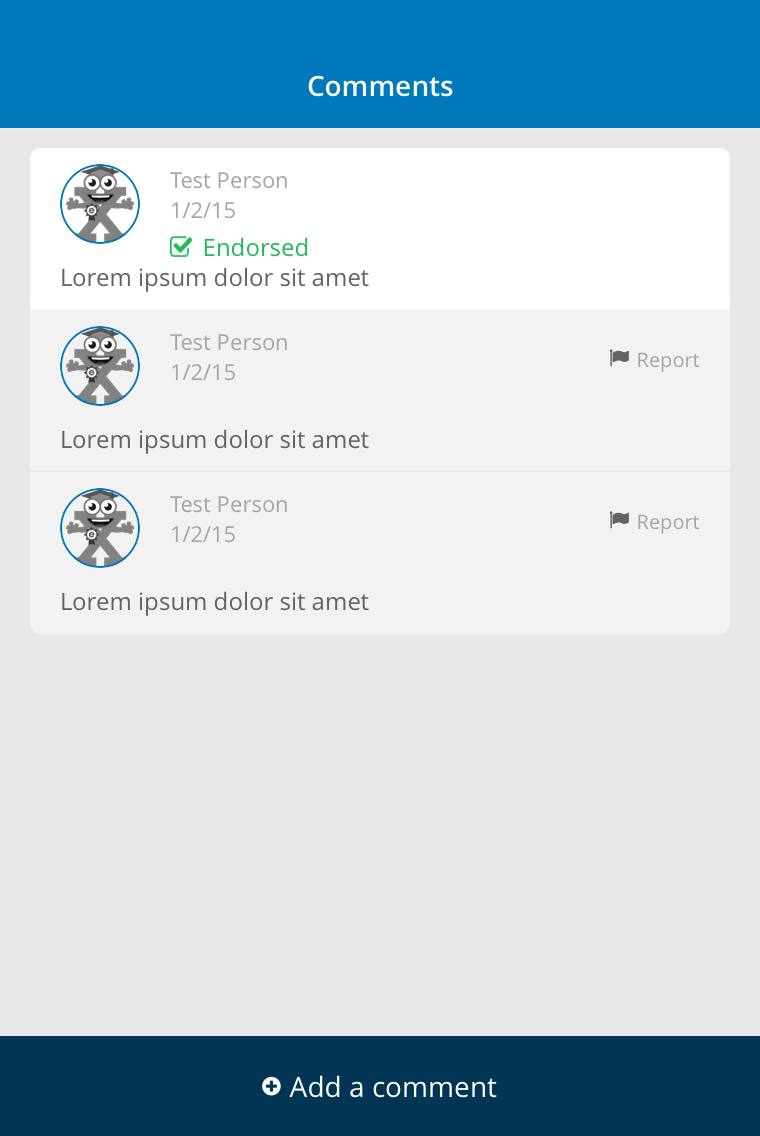 Comments
Test Person
1/2/15
Endorsed
Lorem ipsum dolor sit amet
Test Person
1/2/15
Report
Lorem ipsum dolor sit amet
Test Person
1/2/15
Report
Lorem ipsum dolor sit amet
Add a comment